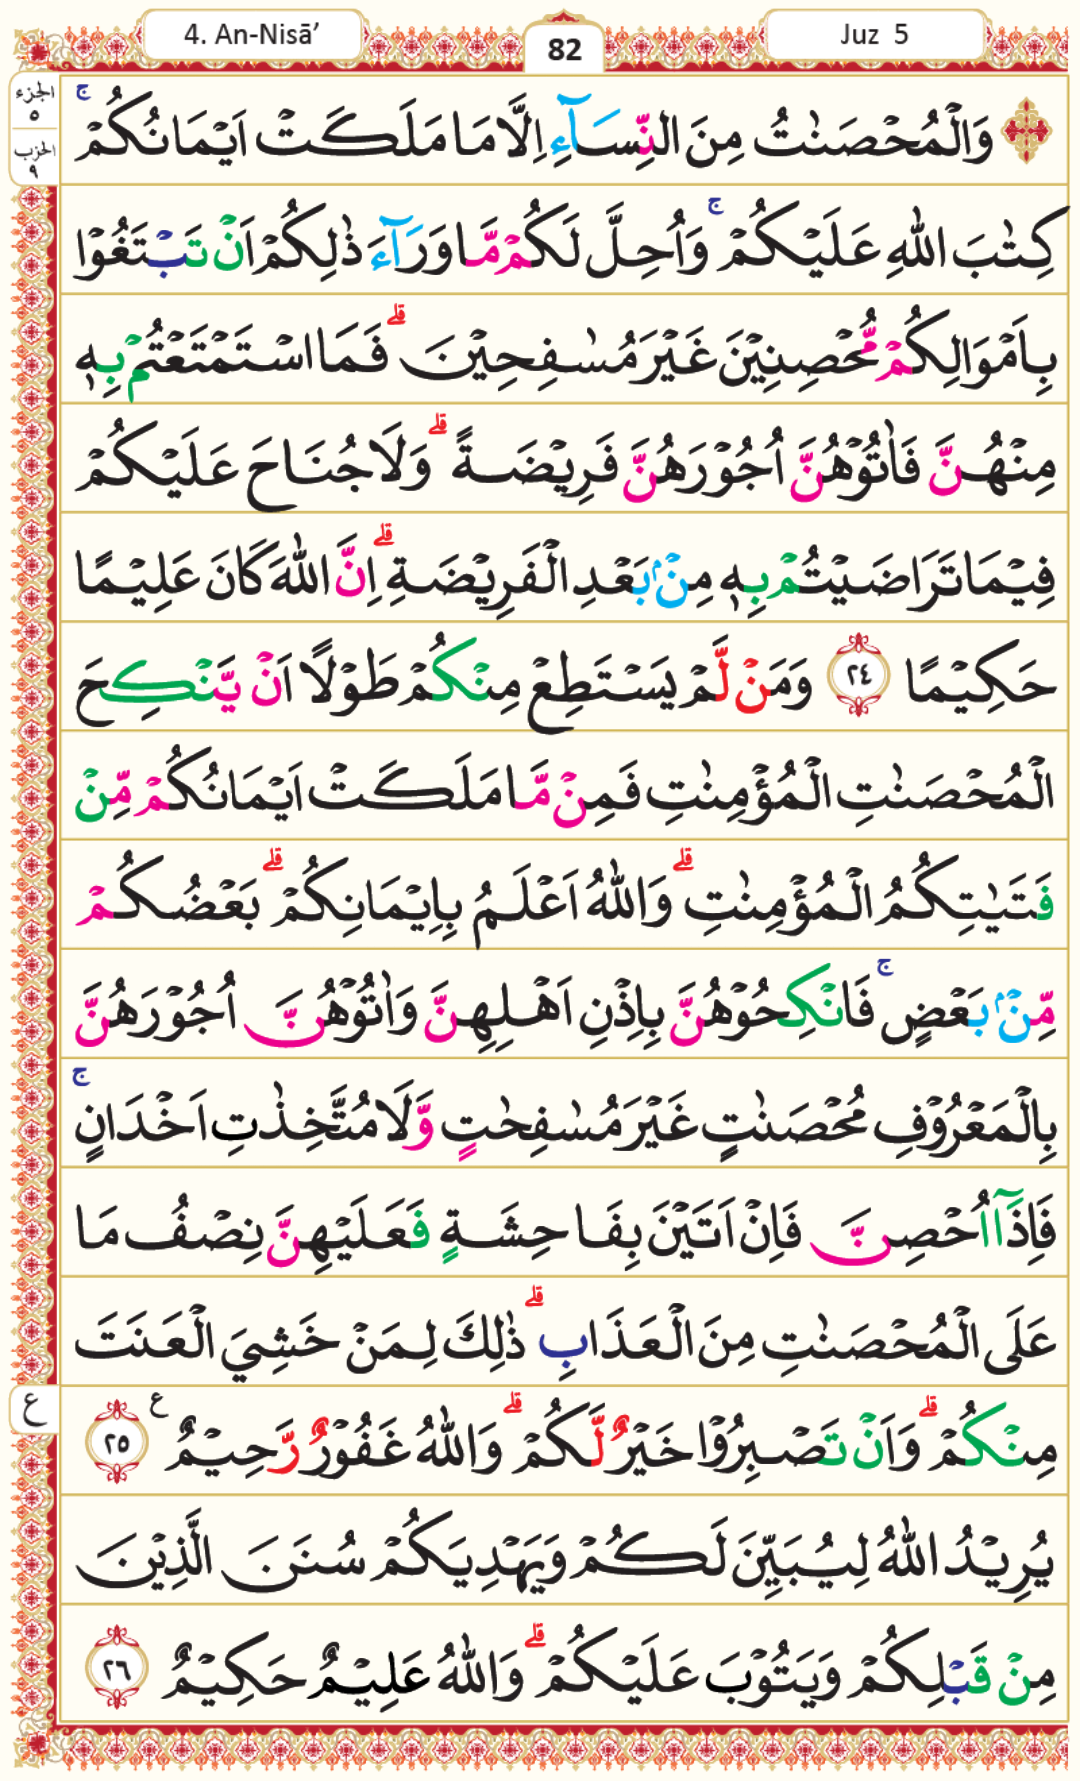 4. An-Nisā’
82
Juz 5
الجزء
٥
الحزب
٩
وَالْمُحْصَنٰتُ مِنَ النِّسَاۤءِ اِلَّا مَا مَلَكَتْ اَيْمَانُكُمْ ۚ
كِتٰبَ اللّٰهِ عَلَيْكُمْ ۚ وَاُحِلَّ لَكُمْ مَّا وَرَاۤءَ ذٰلِكُمْ اَنْ تَبْتَغُوْا
بِاَمْوَالِكُمْ مُّحْصِنِيْنَ غَيْرَ مُسٰفِحِيْنَ ۗ فَمَا اسْتَمْتَعْتُمْ بِهٖ
مِنْهُنَّ فَاٰتُوْهُنَّ اُجُوْرَهُنَّ فَرِيْضَةً ۗ وَلَا جُنَاحَ عَلَيْكُمْ
فِيْمَا تَرَاضَيْتُمْ بِهٖ مِنْۢ بَعْدِ الْفَرِيْضَةِ ۗ اِنَّ اللّٰهَ كَانَ عَلِيْمًا
حَكِيْمًا ٢٤ وَمَنْ لَّمْ يَسْتَطِعْ مِنْكُمْ طَوْلًا اَنْ يَّنْكِحَ
الْمُحْصَنٰتِ الْمُؤْمِنٰتِ فَمِنْ مَّا مَلَكَتْ اَيْمَانُكُمْ مِّنْ
فَتَيٰتِكُمُ الْمُؤْمِنٰتِ ۗ وَاللّٰهُ اَعْلَمُ بِاِيْمَانِكُمْ ۗ بَعْضُكُمْ
مِّنْۢ بَعْضٍ ۚ فَانْكِحُوْهُنَّ بِاِذْنِ اَهْلِهِنَّ وَاٰتُوْهُنَّ اُجُوْرَهُنَّ
بِالْمَعْرُوْفِ مُحْصَنٰتٍ غَيْرَ مُسٰفِحٰتٍ وَّلَا مُتَّخِذٰتِ اَخْدَانٍ ۚ
فَاِذَآ اُحْصِنَّ فَاِنْ اَتَيْنَ بِفَاحِشَةٍ فَعَلَيْهِنَّ نِصْفُ مَا
عَلَى الْمُحْصَنٰتِ مِنَ الْعَذَابِ ۗ ذٰلِكَ لِمَنْ خَشِيَ الْعَنَتَ
ع
مِنْكُمْ ۗ وَاَنْ تَصْبِرُوْا خَيْرٌ لَّكُمْ ۗ وَاللّٰهُ غَفُوْرٌ رَّحِيْمٌ ع ٢٥
يُرِيْدُ اللّٰهُ لِيُبَيِّنَ لَكُمْ وَيَهْدِيَكُمْ سُنَنَ الَّذِيْنَ
مِنْ قَبْلِكُمْ وَيَتُوْبَ عَلَيْكُمْ ۗ وَاللّٰهُ عَلِيْمٌ حَكِيْمٌ ٢٦